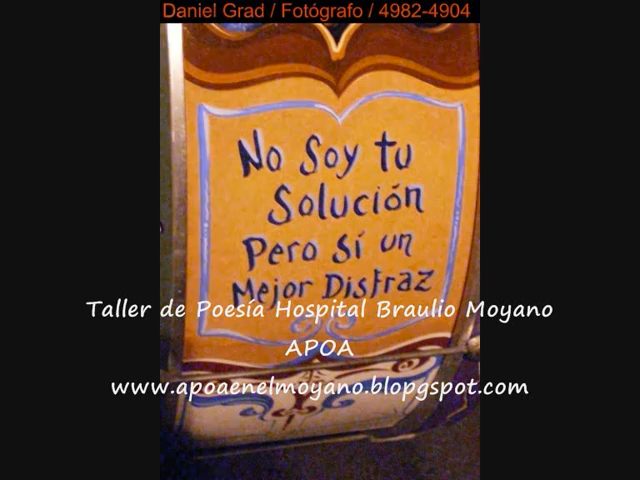 Daniel Grad / Fotógrafo / 4982-4904
No Soy tu
Solución
Pero sí un
Mejor Disfraz
Taller de Poesía Hospital Braulio Moyano
APOA
www.apoaenelmoyano.blopgspot.com